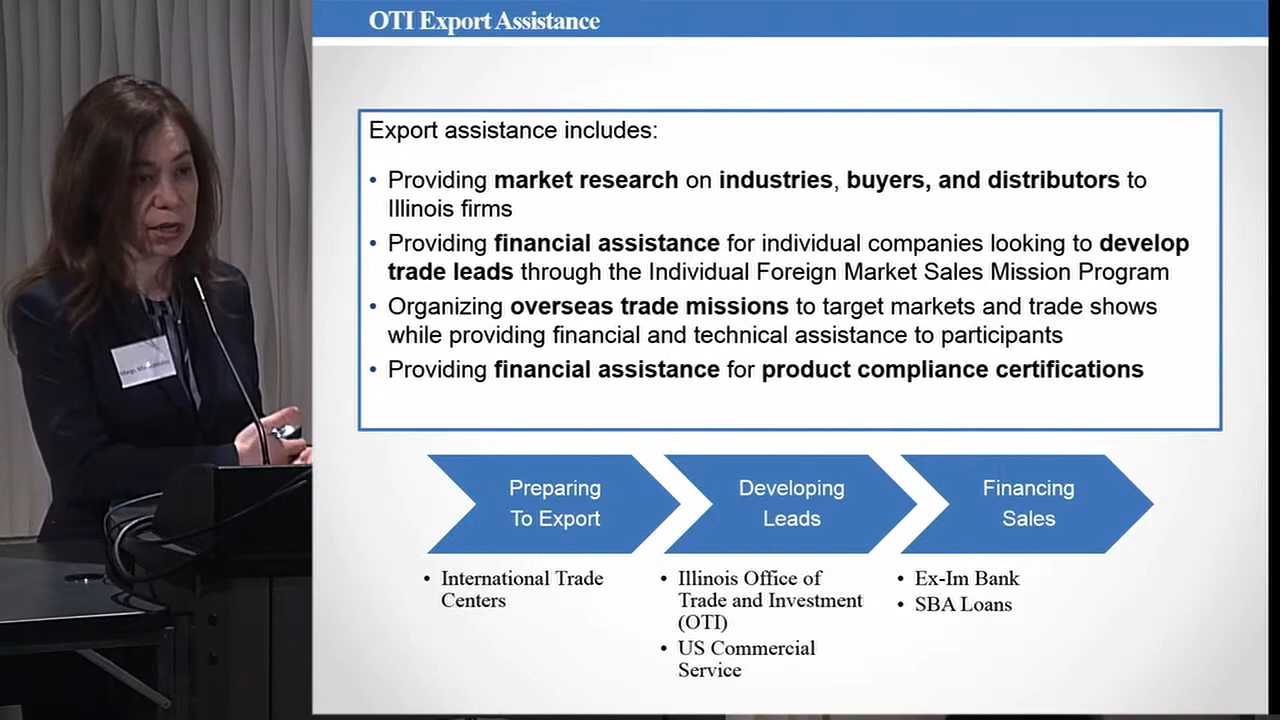 OTI Export Assistance
Export assistance includes:
• Providing market research on industries, buyers, and distributors to
Illinois firms
• Providing financial assistance for individual companies looking to develop
trade leads through the Individual Foreign Market Sales Mission Program
• Organizing overseas trade missions to target markets and trade shows
while providing financial and technical assistance to participants
• Providing financial assistance for product compliance certifications
Preparing
To Export
Developing
Leads
Financing
Sales
• International Trade
Centers
• Illinois Office of
Trade and Investment
(OTI)
• US Commercial
Service
• Ex-Im Bank
• SBA Loans